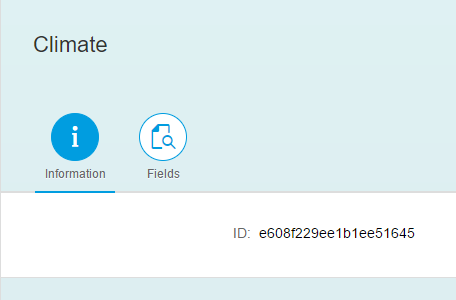 Climate
Information Fields
ID: e608f229ee1b1ee51645